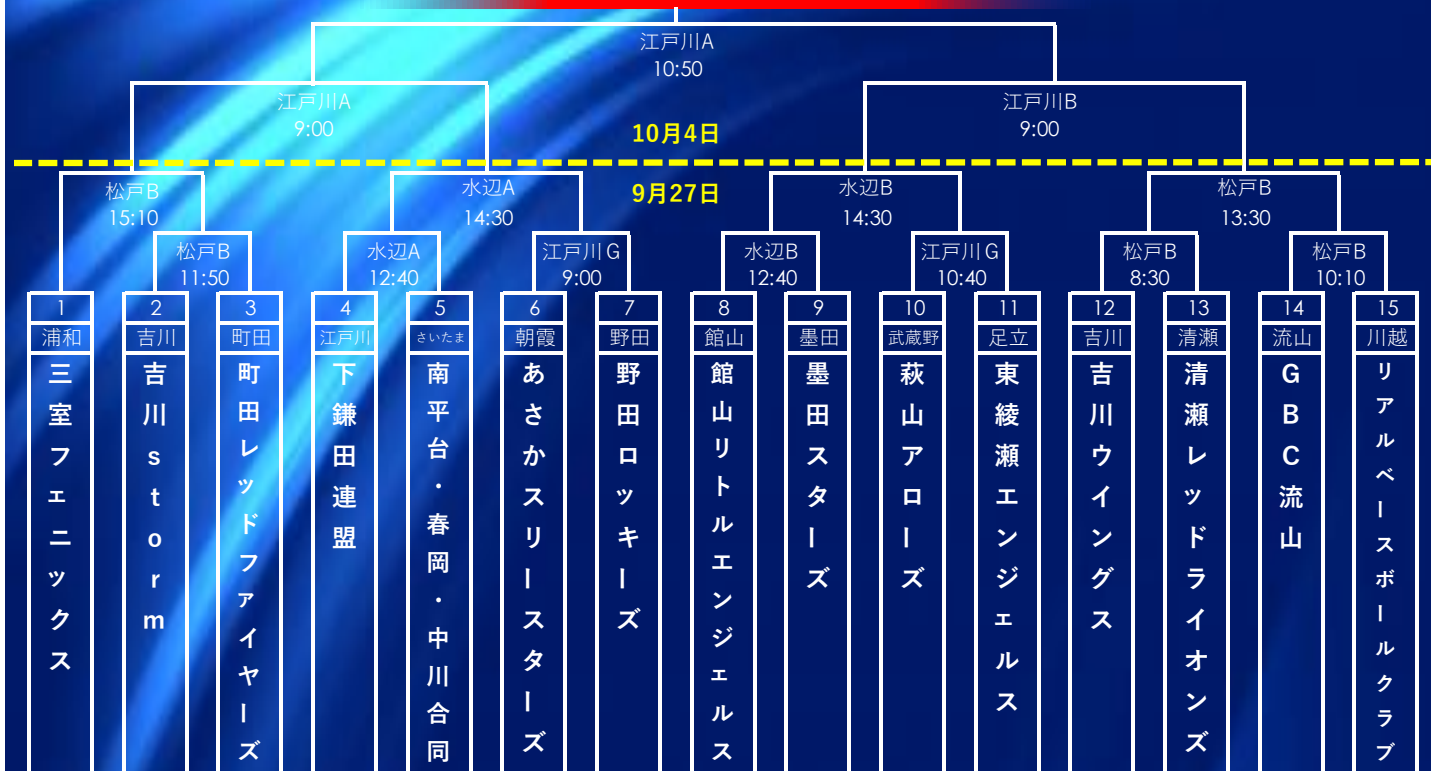 江戸川A
10:50
江戸川A
9:00
江戸川B
9:00
10月4日
9月27日
松戸B
15:10
水辺A
14:30
水辺B
14:30
松戸B
13:30
松戸B
11:50
水辺A
12:40
江戸川G
9:00
水辺B
12:40
江戸川G
10:40
松戸B
8:30
松戸B
10:10
1
浦和
三室フェニックス
2
吉川
吉川storm
3
町田
町田レッドファイヤーズ
4
江戸川
下鎌田連盟
5
さいたま
南平台・春岡・中川合同
6
朝霞
あさかスリースターズ
7
野田
野田ロッキーズ
8
館山
館山リトルエンジェルス
9
墨田
墨田スターズ
10
武蔵野
萩山アローズ
11
足立
東綾瀬エンジェルス
12
吉川
吉川ウイングス
13
清瀬
清瀬レッドライオンズ
14
流山
GBC流山
15
川越
リアルベースボールクラブ